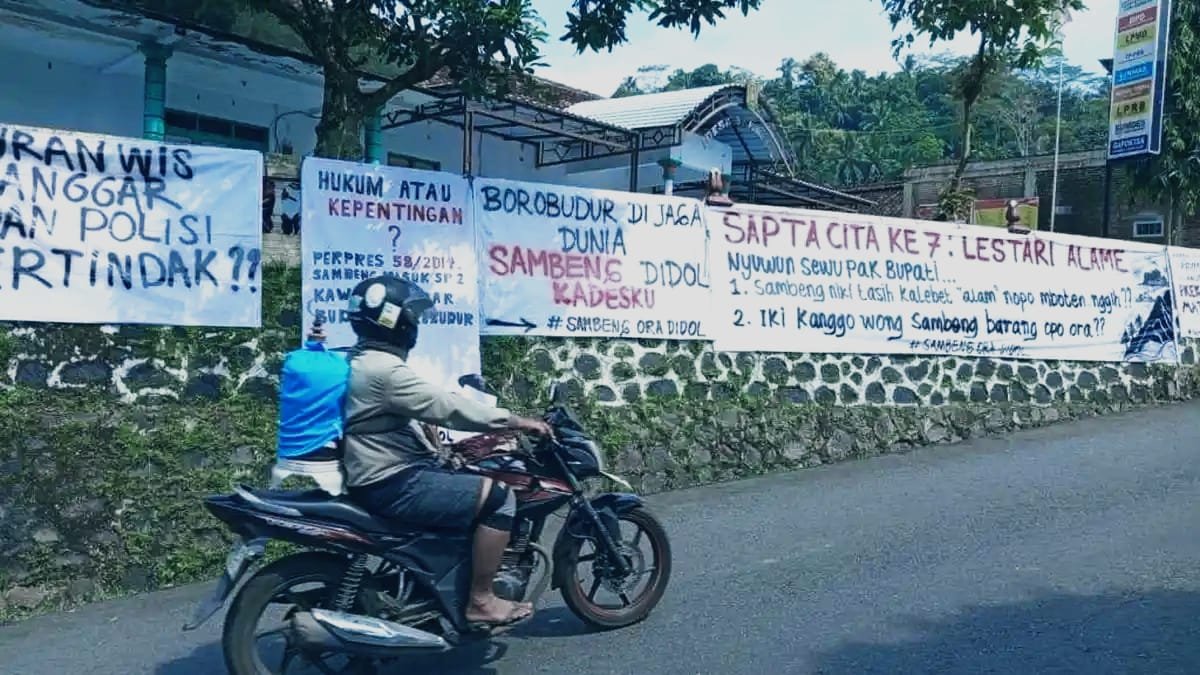 URAN WIS
ANGGAR
AN POLISI
ERTINDAK??
HUKUM ATAU
KEPENTINGAN
?
PERPRES 58/2014
SAMBENG MASUK SP 2
BOROBUDUR DI JAGA
DUNIA
SAMBENG DIDOL
KADESKU
# SAMBENG ORA DIDOL
SAPTA CITA KE 7 : LESTARI ALAME
Nyuwun sewu Pak Bupati...
1. Sambeng niki tasih kalebet "alam" nopo mboten nggih??
2. Iki Kanggo wong Sambeng barang opo ora??
# SAMBENG ORA
LPMD
LPRB